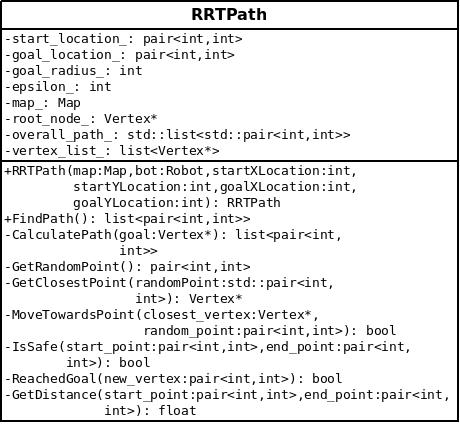 RRTPath
-start_location_: pair<int,int>
-goal_location_: pair<int,int>
-goal_radius_: int
-epsilon_: int
-map_: Map
-root_node_: Vertex*
-overall_path_: std::list<std::pair<int,int>>
-vertex_list_: list<Vertex*>
+RRTPath(map:Map,bot:Robot,startXLocation:int,
startYLocation:int,goalXLocation:int,
goalYLocation:int): RRTPath
+FindPath(): list<pair<int,int>>
-CalculatePath(goal:Vertex*): list<pair<int,
int>>
-GetRandomPoint(): pair<int,int>
-GetClosestPoint(randomPoint:std::pair<int,
int>): Vertex*
-MoveTowardsPoint(closest_vertex:Vertex*,
random_point:pair<int,int>): bool
-IsSafe(start_point:pair<int,int>,end_point:pair<int,
int>): bool
-ReachedGoal(new_vertex:pair<int,int>): bool
-GetDistance(start_point:pair<int,int>,end_point:pair<int,
int>): float